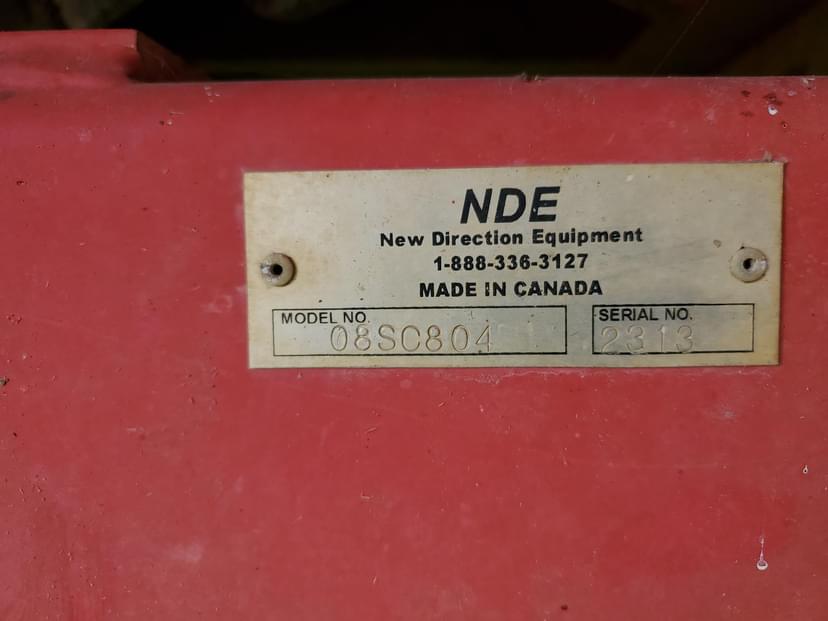 NDE
New Direction Equipment
1-888-336-3127
MADE IN CANADA
MODEL NO. 08SC804
SERIAL NO. 2313